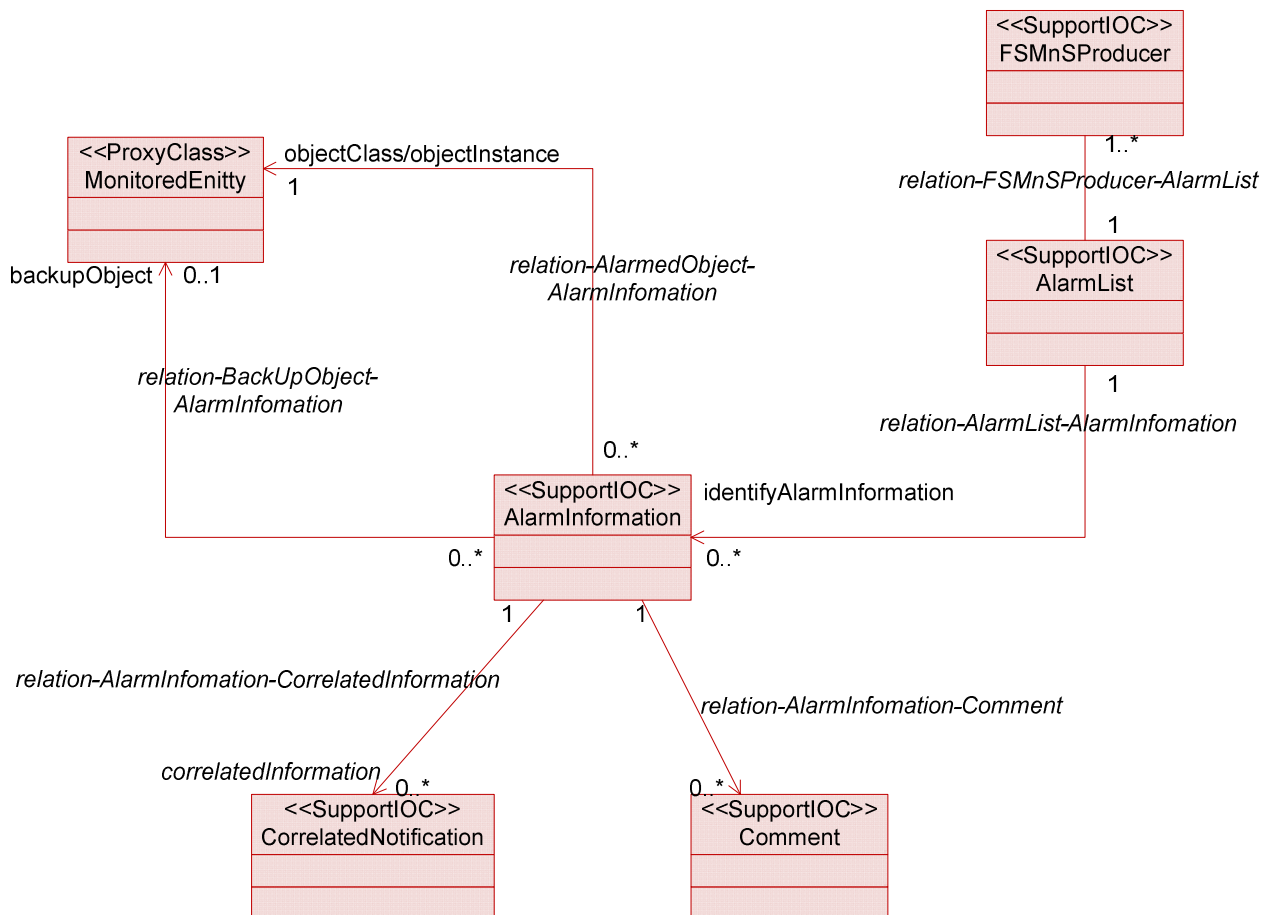 <<SupportIOC>>
FSMnSProducer
1..*
relation-FSMnSProducer-AlarmList
1
<<SupportIOC>>
AlarmList
1
relation-AlarmList-AlarmInfomation
<<ProxyClass>>
MonitoredEnitty
objectClass/objectInstance
1
backupObject
0..1
relation-AlarmedObject-
AlarmInfomation
relation-BackUpObject-
AlarmInfomation
0..*
<<SupportIOC>>
AlarmInformation
identifyAlarmInformation
0..*
0..*
1
1
relation-AlarmInfomation-CorrelatedInformation
relation-AlarmInfomation-Comment
correlatedInformation
0..*
0..*
<<SupportIOC>>
CorrelatedNotification
<<SupportIOC>>
Comment